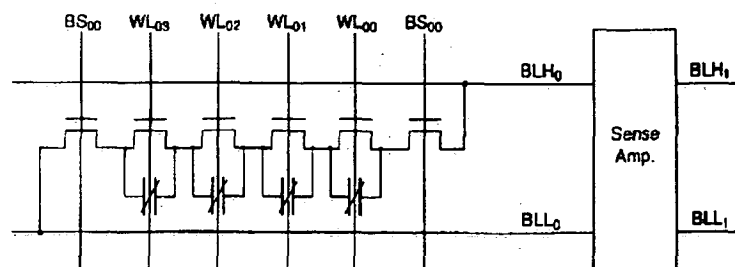 BS₀₀ WL₀₃ WL₀₂ WL₀₁ WL₀₀ BS₀₀
BLH₀ BLH₁
Sense
Amp.
BLL₀ BLL₁